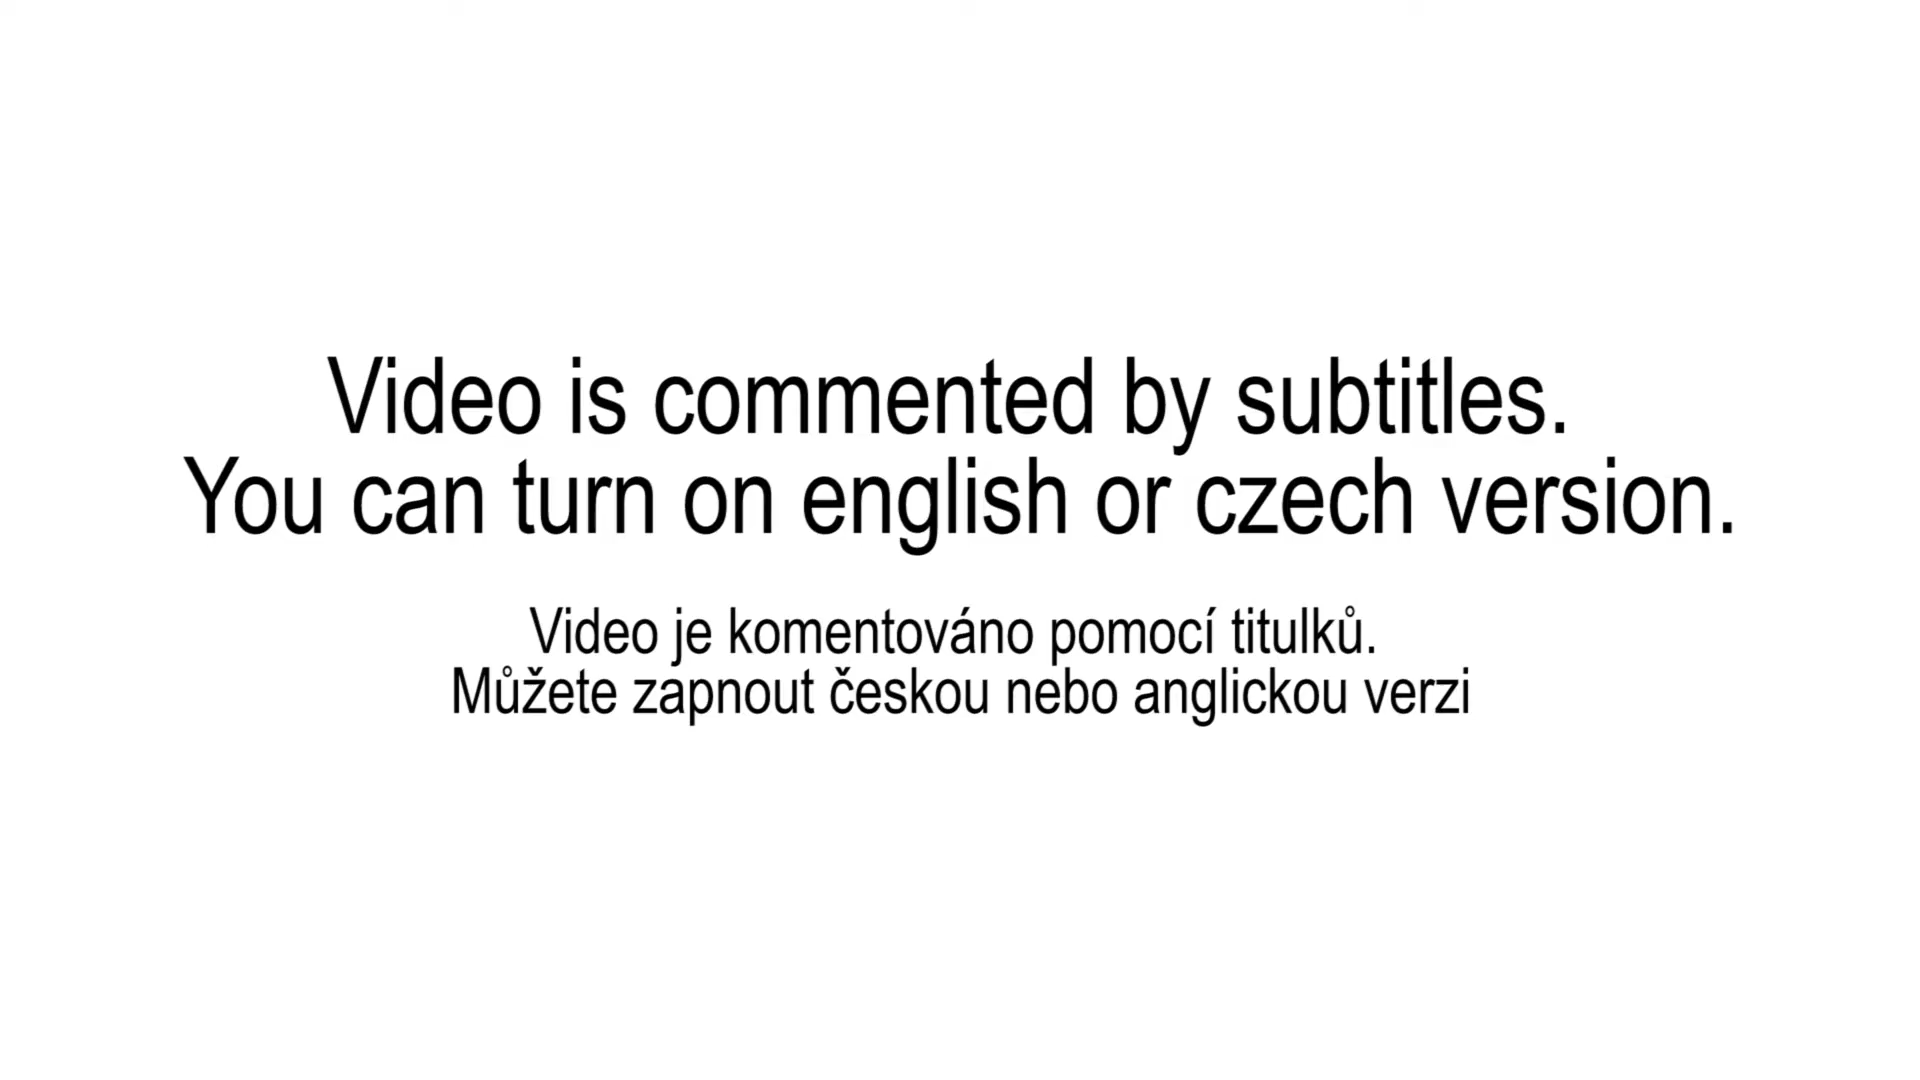 Video is commented by subtitles.
You can turn on english or czech version.
Video je komentováno pomocí titulků.
Můžete zapnout českou nebo anglickou verzi